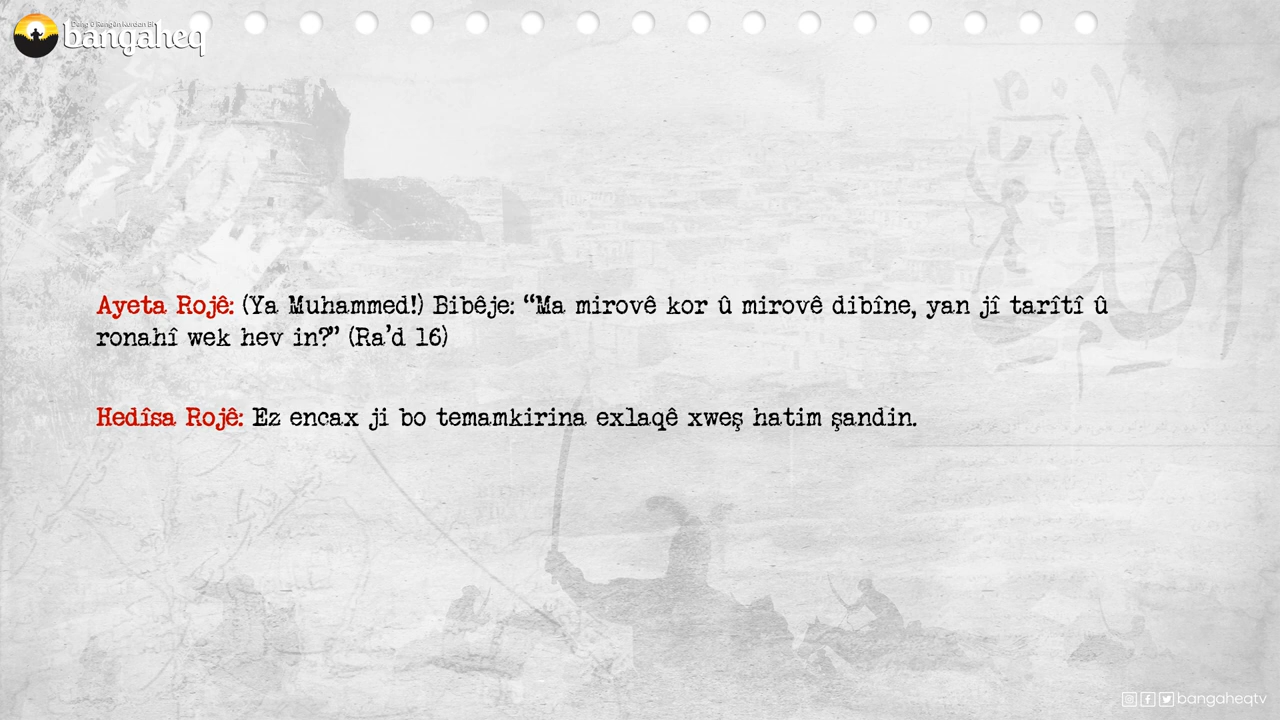 bangaheq
Ayeta Rojê: (Ya Muhammed!) Bibêje: “Ma mirovê kor û mirovê dibîne, yan jî tarîtî û
ronahî wek hev in?” (Ra’d 16)
Hedîsa Rojê: Ez encax ji bo temamkirina exlaqê xweş hatim şandin.
bangaheqtv